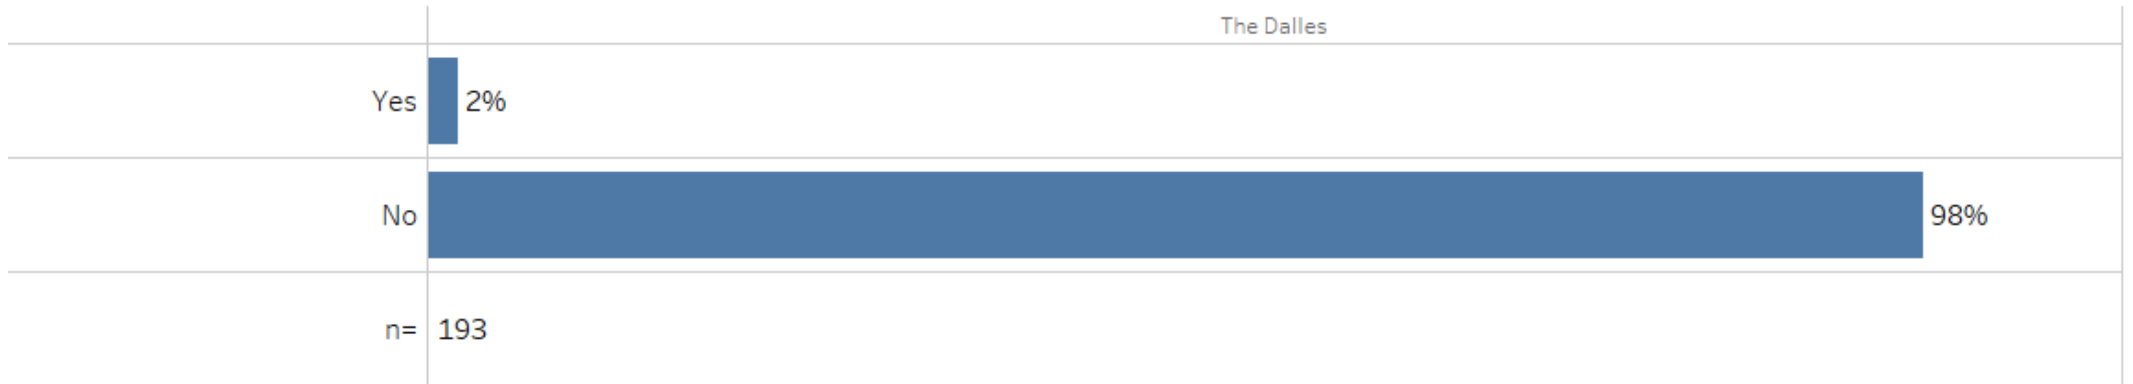 The Dalles
Yes 2%
No 98%
n= 193